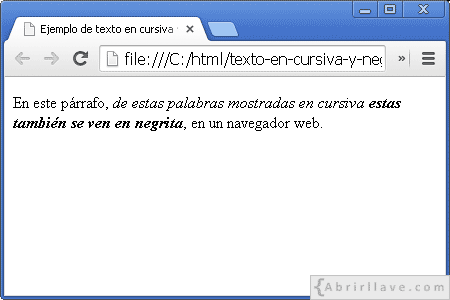 Ejemplo de texto en cursiva
file:///C:/html/texto-en-cursiva-y-neg
En este párrafo, de estas palabras mostradas en cursiva estas
también se ven en negrita, en un navegador web.
{Abrirllave.com